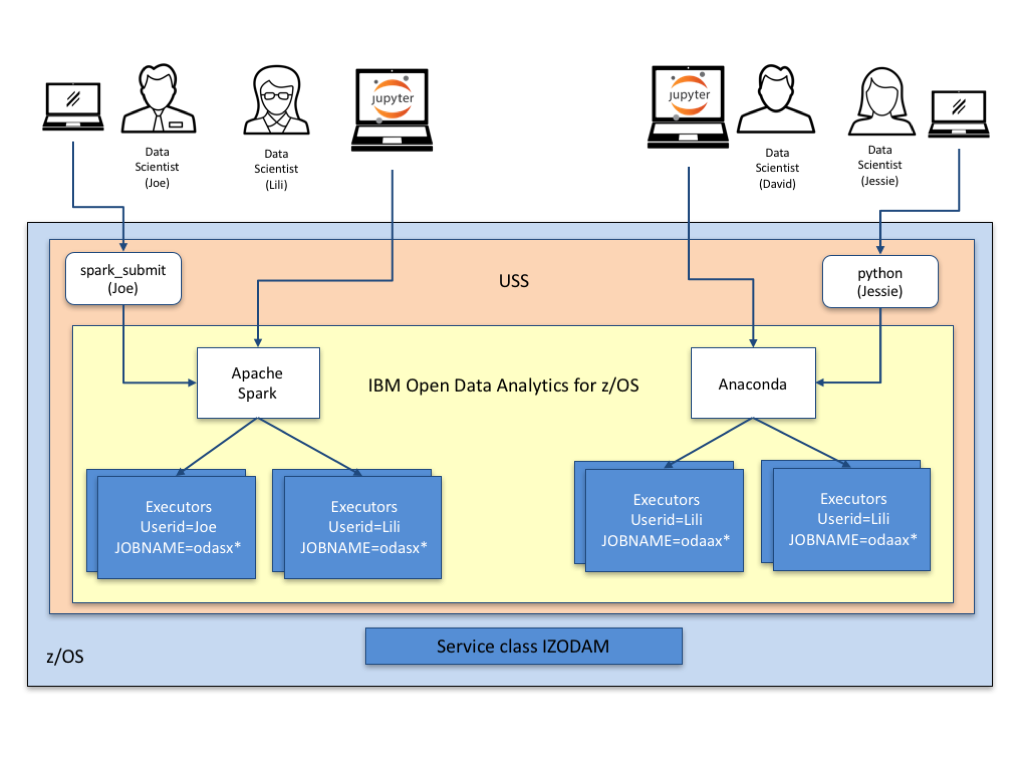 jupyter
jupyter
Data
Scientist
(Joe)
Data
Scientist
(Lili)
Data
Scientist
(David)
Data
Scientist
(Jessie)
spark_submit
(Joe)
USS
python
(Jessie)
Apache
Spark
IBM Open Data Analytics for z/OS
Anaconda
Executors
Userid=Joe
JOBNAME=odasx*
Executors
Userid=Lili
JOBNAME=odasx*
Executors
Userid=Lili
JOBNAME=odaax*
Executors
Userid=Lili
JOBNAME=odaax*
Service class IZODAM
z/OS